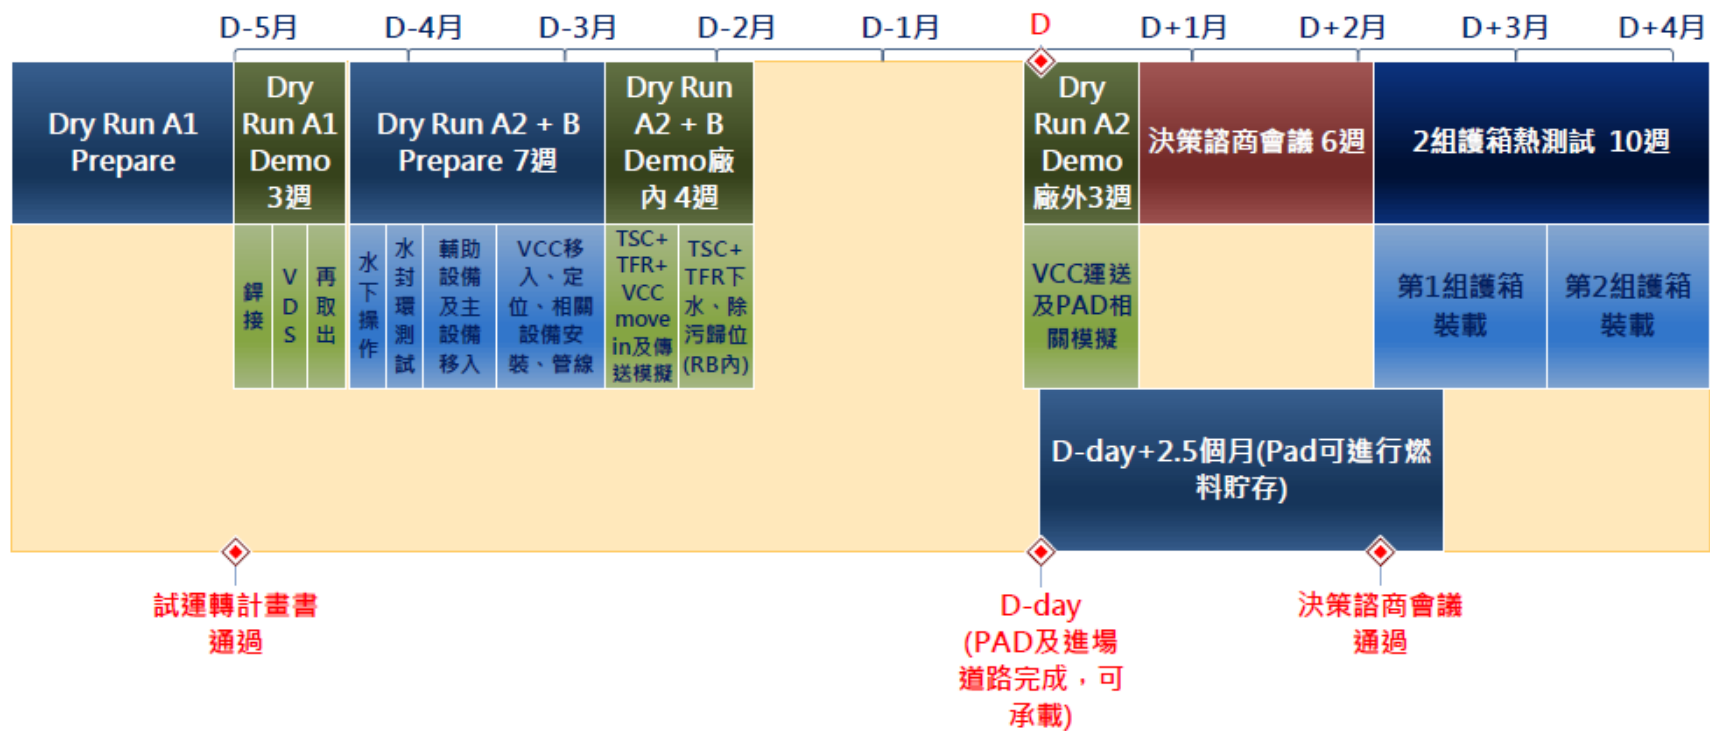 D-5月
D-4月
D-3月
D-2月
D-1月
D
D+1月
D+2月
D+3月
D+4月
Dry Run A1
Prepare
Dry
Run A1
Demo
3週
Dry Run A2 + B
Prepare 7週
Dry Run
A2 + B
Demo廠
內 4週
Dry
Run A2
Demo
廠外3週
決策諮商會議 6週
2組護箱熱測試 10週
銲
接
V
D
S
再
取
出
水
下
操
作
水
封
環
測
試
輔助
設備
及主
設備
移入
VCC移
入、定
位、相關
設備安
裝、管線
TSC+
TFR+
VCC
move
in及傳
送模擬
TSC+
TFR下
水、除
污歸位
(RB內)
VCC運送
及PAD相
關模擬
第1組護箱
裝載
第2組護箱
裝載
D-day+2.5個月(Pad可進行燃
料貯存)
試運轉計畫書
通過
D-day
(PAD及進場
道路完成，可
承載)
決策諮商會議
通過